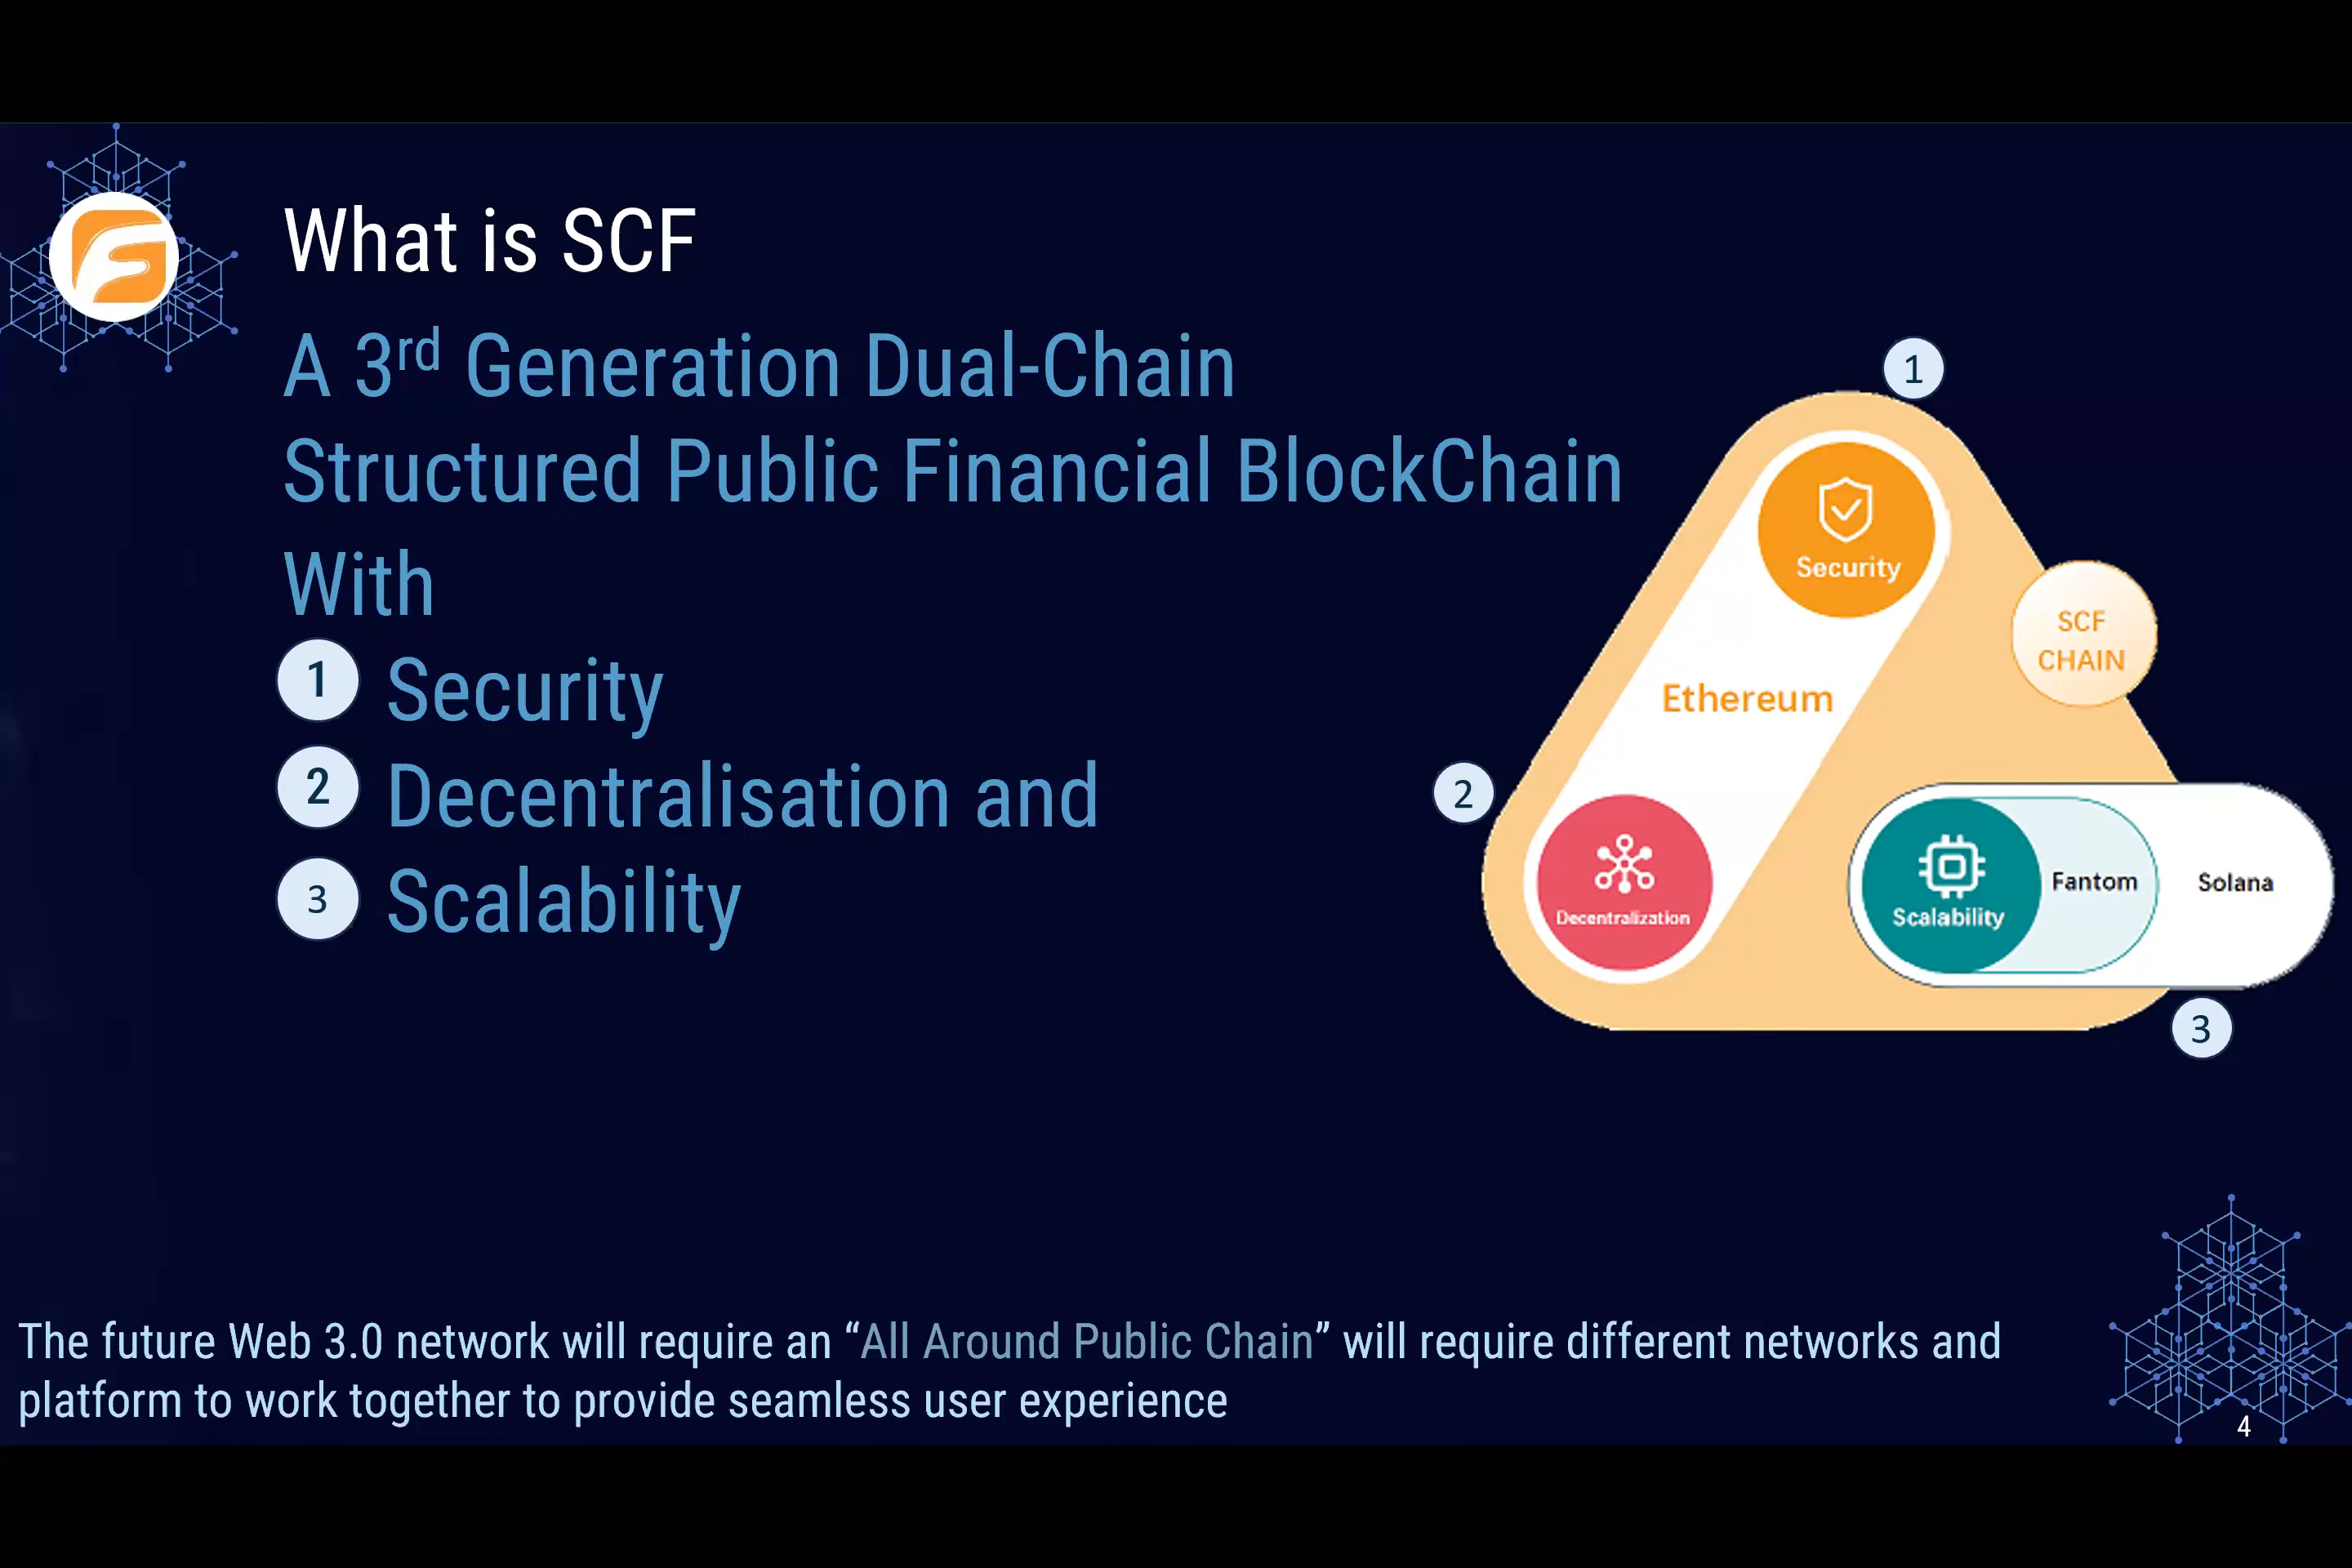 What is SCF
A 3rd Generation Dual-Chain
Structured Public Financial BlockChain
With
1 Security
2 Decentralisation and
3 Scalability
1
Security
SCF
CHAIN
Ethereum
2
Decentralization
Scalability
Fantom
Solana
3
The future Web 3.0 network will require an “All Around Public Chain” will require different networks and
platform to work together to provide seamless user experience
4